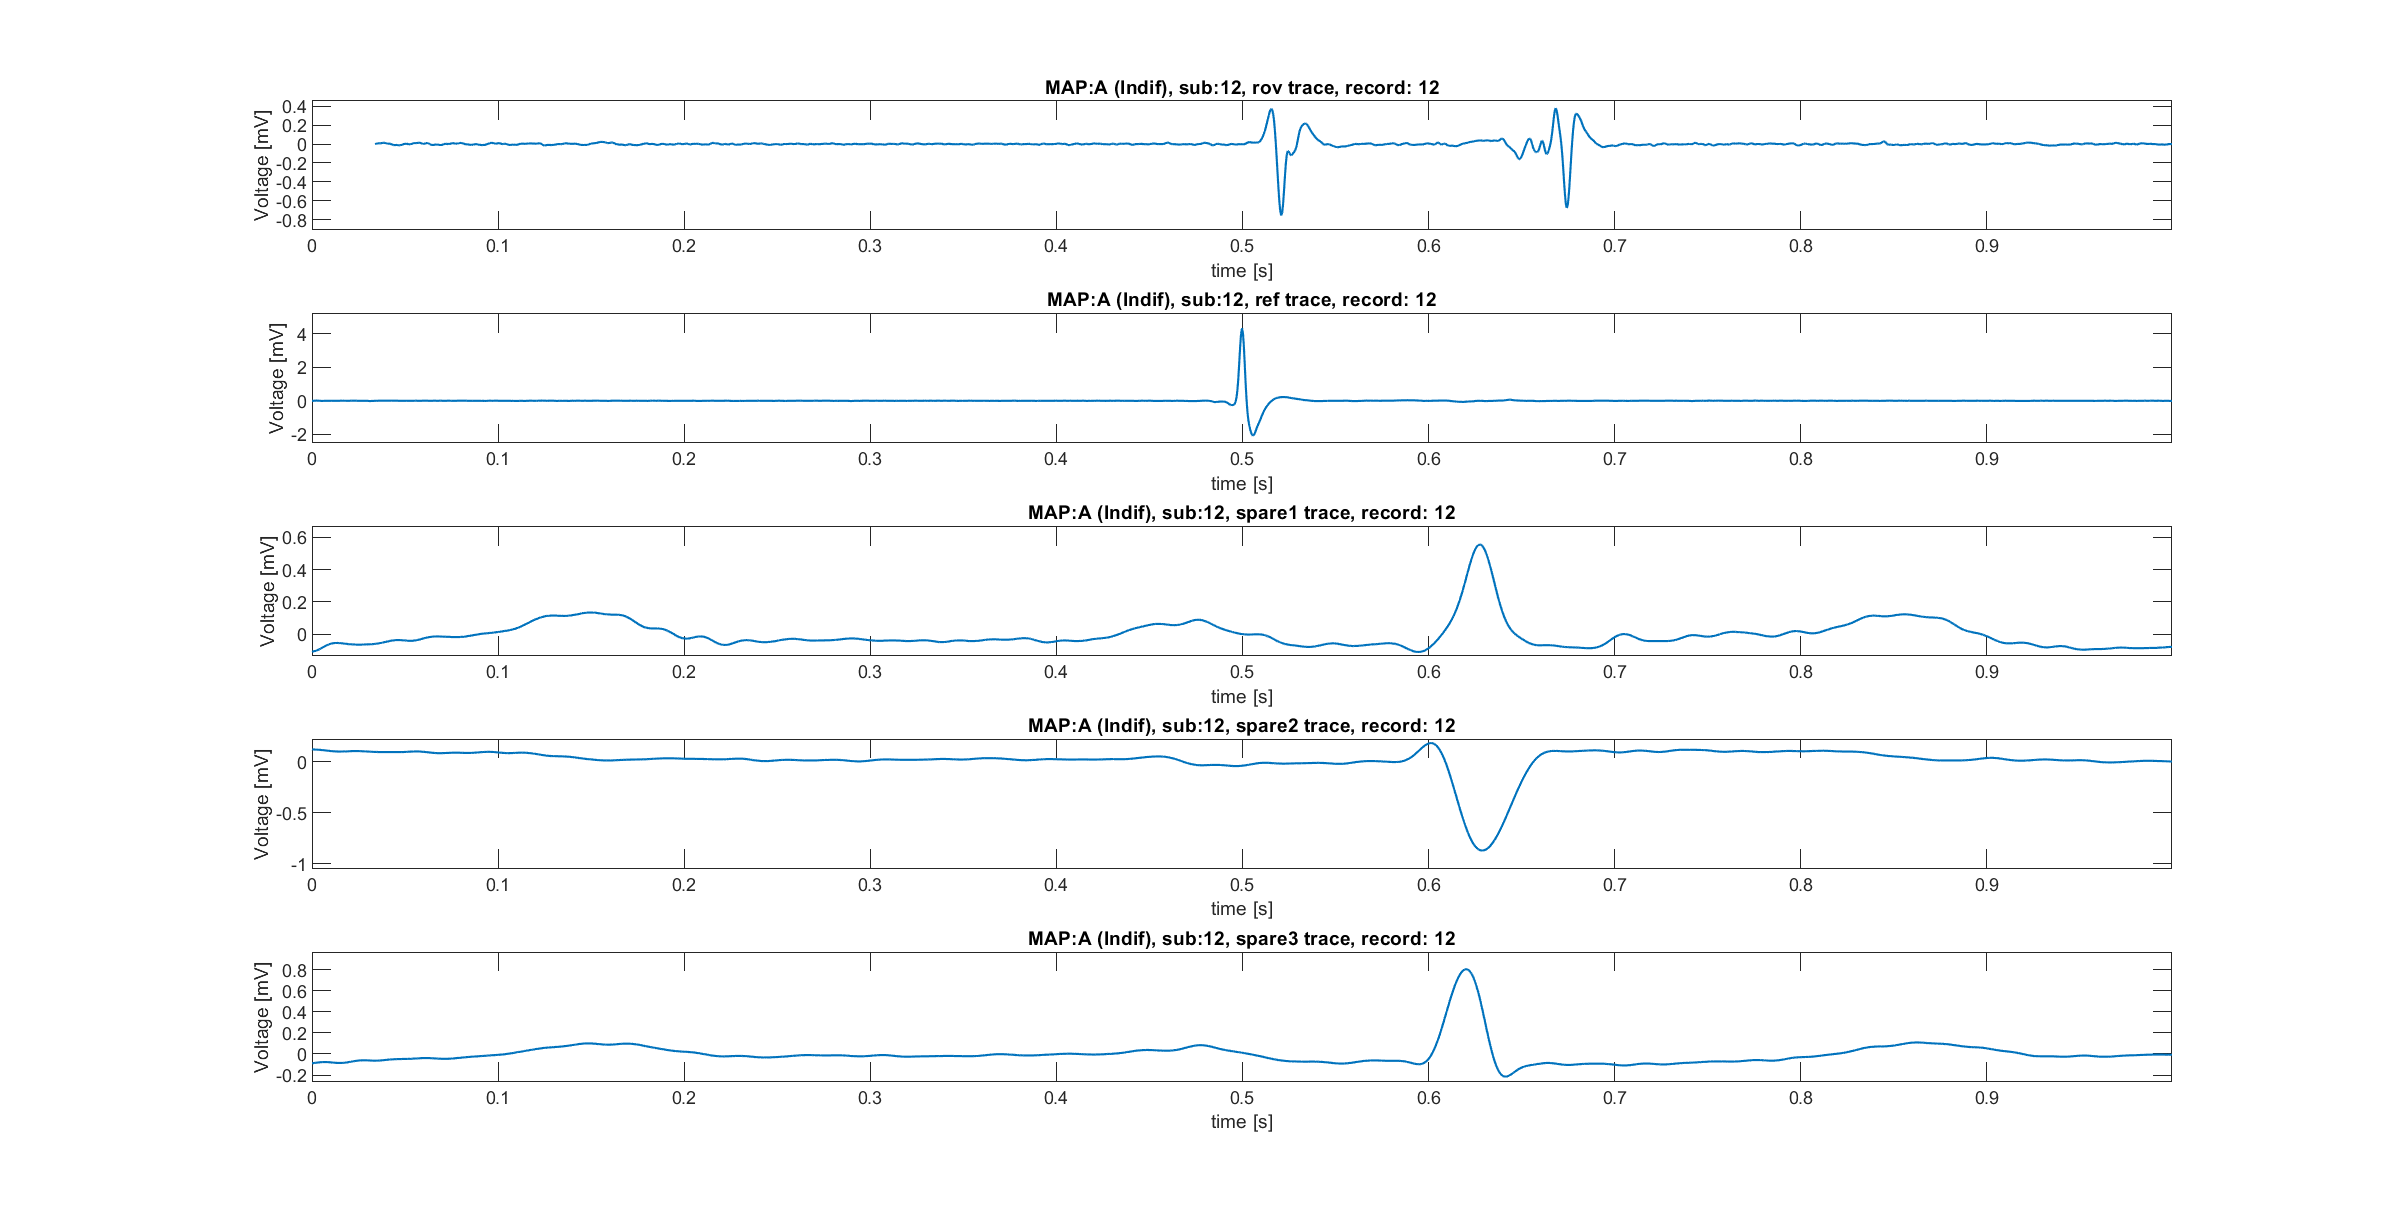 MAP:A (Indif), sub:12, rov trace, record: 12
Voltage [mV]
0.4
0.2
0
-0.2
-0.4
-0.6
-0.8
0 0.1 0.2 0.3 0.4 0.5 0.6 0.7 0.8 0.9
time [s]
MAP:A (Indif), sub:12, ref trace, record: 12
Voltage [mV]
4
2
0
-2
0 0.1 0.2 0.3 0.4 0.5 0.6 0.7 0.8 0.9
time [s]
MAP:A (Indif), sub:12, spare1 trace, record: 12
Voltage [mV]
0.6
0.4
0.2
0
0 0.1 0.2 0.3 0.4 0.5 0.6 0.7 0.8 0.9
time [s]
MAP:A (Indif), sub:12, spare2 trace, record: 12
Voltage [mV]
0
-0.5
-1
0 0.1 0.2 0.3 0.4 0.5 0.6 0.7 0.8 0.9
time [s]
MAP:A (Indif), sub:12, spare3 trace, record: 12
Voltage [mV]
0.8
0.6
0.4
0.2
0
-0.2
0 0.1 0.2 0.3 0.4 0.5 0.6 0.7 0.8 0.9
time [s]